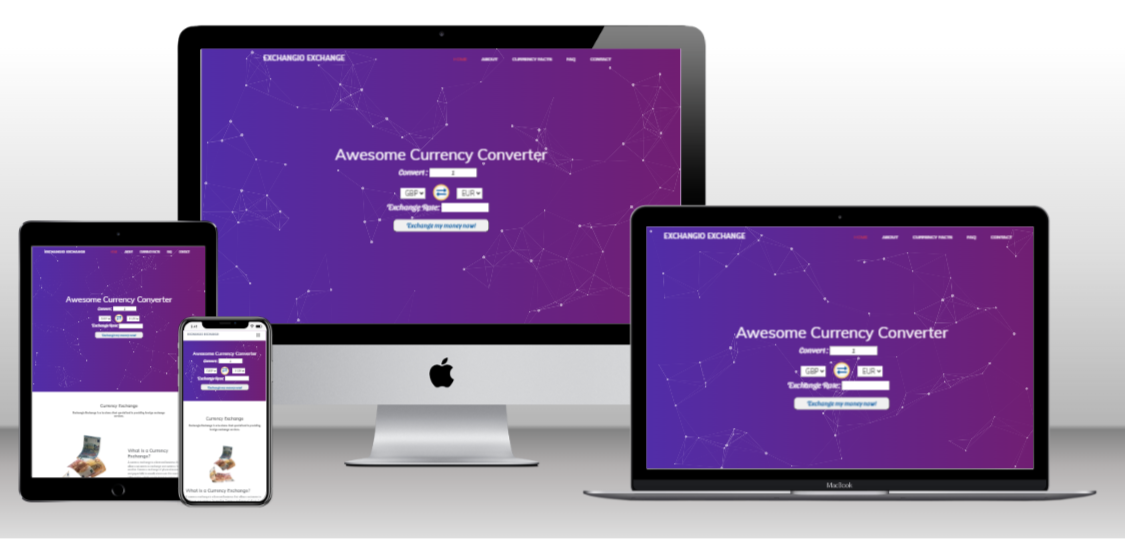 EXCHANGIO EXCHANGE HOME ABOUT CURRENCY FACTS FAQ CONTACT
Awesome Currency Converter
Convert : 2
GBP EUR
Exchange Rate:
Exchange my money now!
EXCHANGIO EXCHANGE HOME ABOUT CURRENCY FACTS FAQ CONTACT
Awesome Currency Converter
Convert : 2
GBP EUR
Exchange Rate:
Exchange my money now!
MacBook
EXCHANGIO EXCHANGE ABOUT FAQ
Awesome Currency Converter
Convert :
Exchange Rate:
Exchange my money now!
Currency Exchange
What is a Currency
Exchange?
EXCHANGIO EXCHANGE
Awesome Currency Converter
Convert :
Exchange Rate:
Exchange my money now!
Currency Exchange
What is a Currency Exchange?